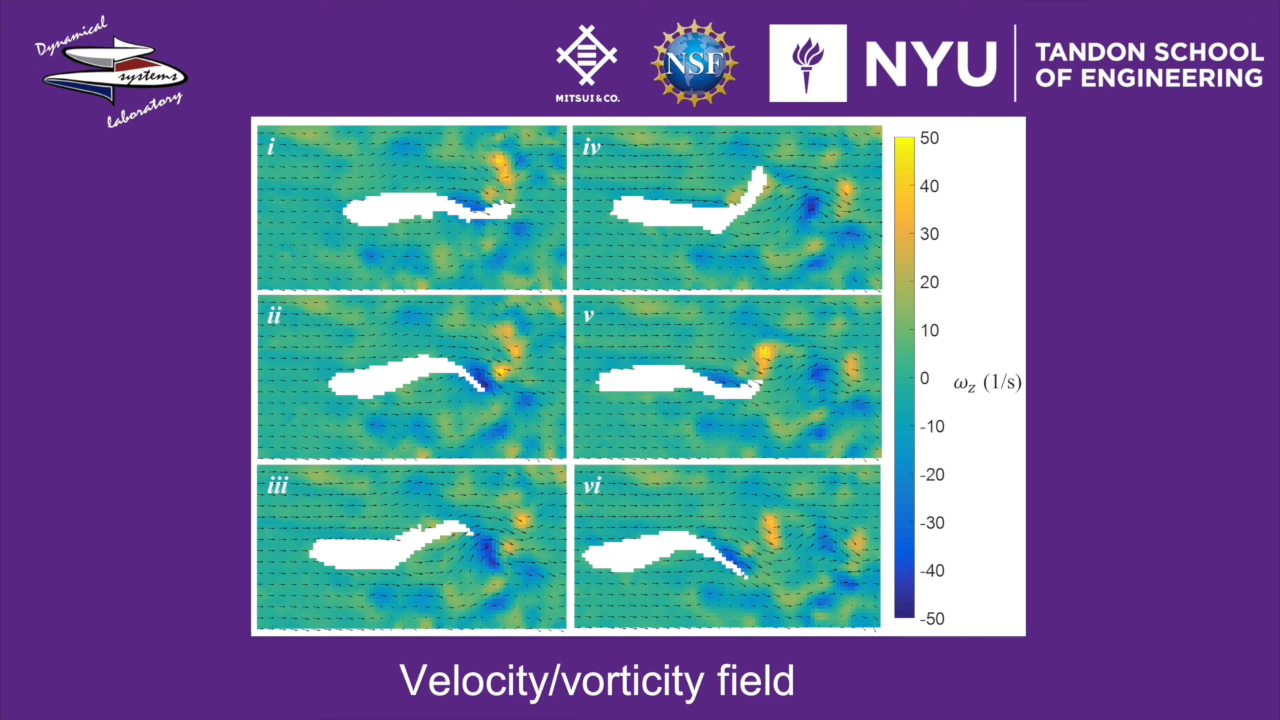 Dynamical
systems
laboratory
MITSUI & CO.
NSF
NYU
TANDON SCHOOL
OF ENGINEERING
i
iv
ii
v
iii
vi
50
40
30
20
10
0
-10
-20
-30
-40
-50
ω_z (1/s)
Velocity/vorticity field